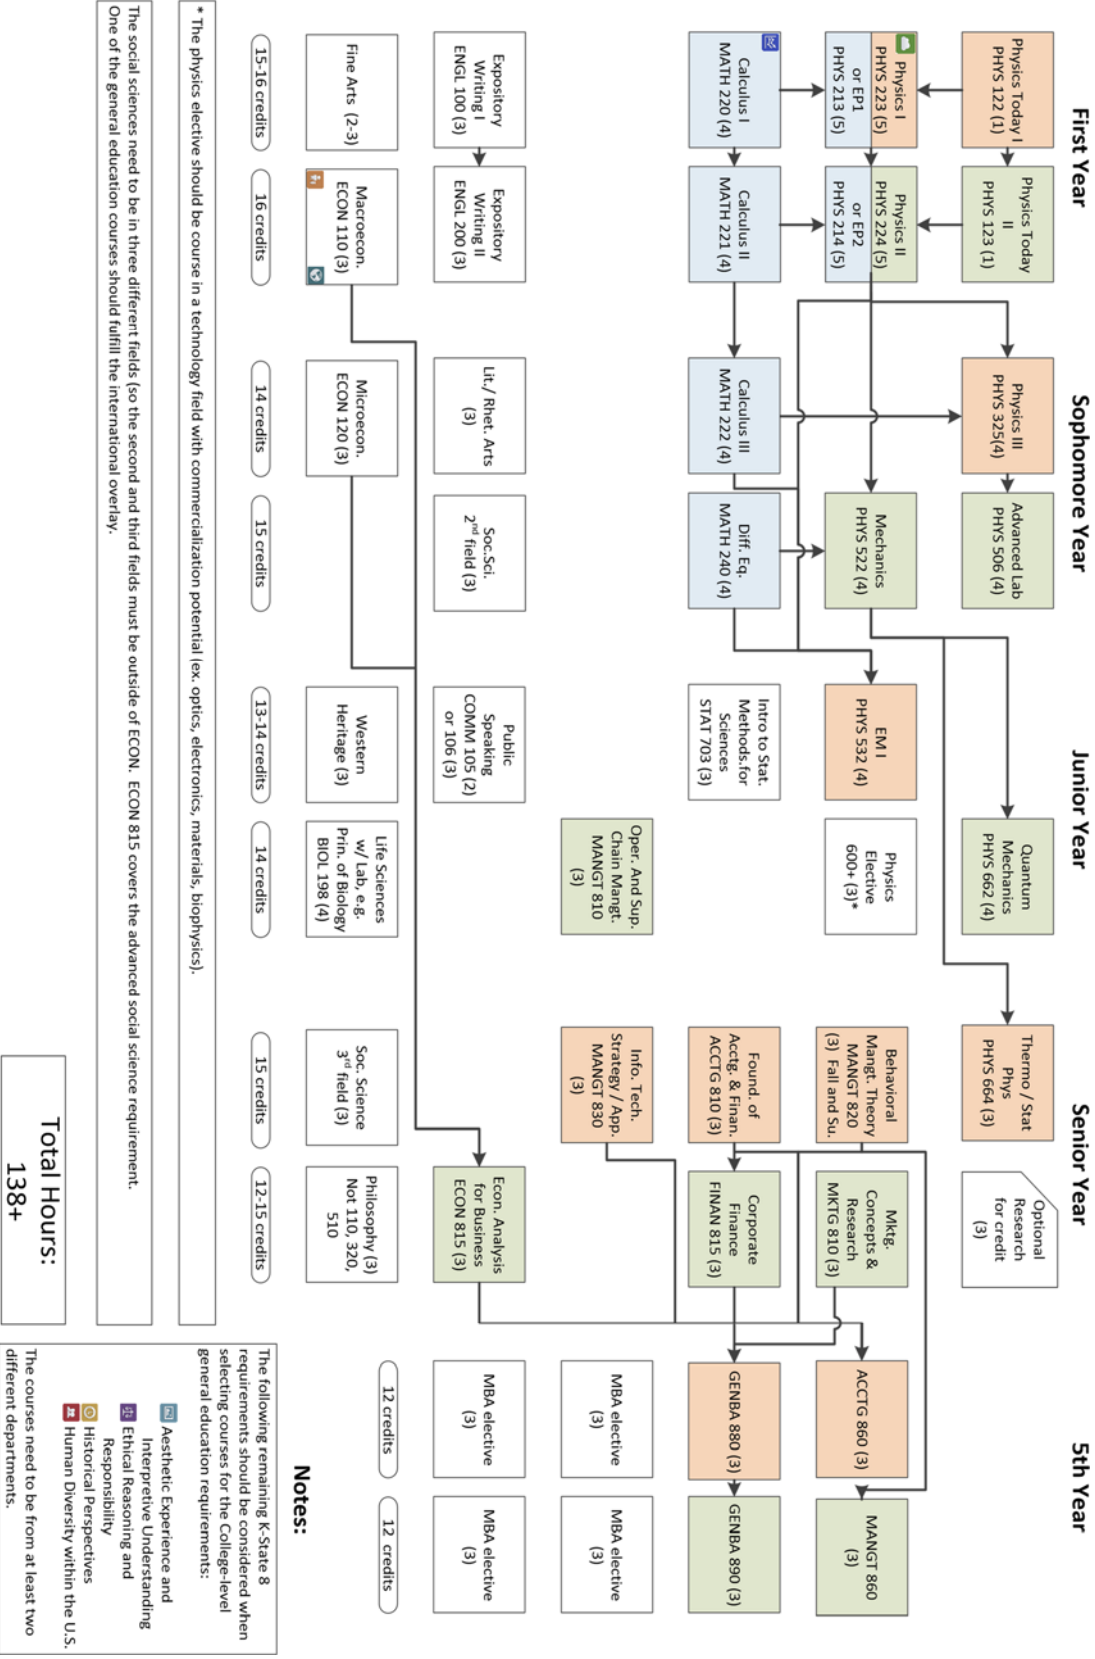 First Year
Sophomore Year
Junior Year
Senior Year
5th Year
Physics Today I
PHYS 122 (1)
Physics Today
II
PHYS 123 (1)
Physics III
PHYS 325(4)
Advanced Lab
PHYS 506 (4)
Quantum
Mechanics
PHYS 662 (4)
Thermo / Stat
Phys
PHYS 664 (3)
Optional
Research
for credit
(3)
Physics I
PHYS 223 (5)
or EP1
PHYS 213 (5)
Physics II
PHYS 224 (5)
or EP2
PHYS 214 (5)
Mechanics
PHYS 522 (4)
EM I
PHYS 532 (4)
Physics
Elective
600+ (3)*
Behavioral
Mangt. Theory
MANGT 820
(3) Fall and Su.
Mktg.
Concepts &
Research
MKTG 810 (3)
ACCTG 860 (3)
MANGT 860
(3)
Calculus I
MATH 220 (4)
Calculus II
MATH 221 (4)
Calculus III
MATH 222 (4)
Diff. Eq.
MATH 240 (4)
Intro to Stat.
Methods.for
Sciences
STAT 703 (3)
Found. of
Acctg. & Finan.
ACCTG 810 (3)
Corporate
Finance
FINAN 815 (3)
GENBA 880 (3)
GENBA 890 (3)
Oper. And Sup.
Chain Mangt.
MANGT 810
(3)
Info. Tech.
Strategy / App.
MANGT 830
(3)
MBA elective
(3)
MBA elective
(3)
Expository
Writing I
ENGL 100 (3)
Expository
Writing II
ENGL 200 (3)
Lit./ Rhet. Arts
(3)
Soc.Sci.
2nd field (3)
Public
Speaking
COMM 105 (2)
or 106 (3)
Econ. Analysis
for Business
ECON 815 (3)
MBA elective
(3)
MBA elective
(3)
Fine Arts (2-3)
Macroecon.
ECON 110 (3)
Microecon.
ECON 120 (3)
Western
Heritage (3)
Life Sciences
w/ Lab, e.g.
Prin. of Biology
BIOL 198 (4)
Soc. Science
3rd field (3)
Philosophy (3)
Not 110, 320,
510
12 credits
12 credits
15-16 credits
16 credits
14 credits
15 credits
13-14 credits
14 credits
15 credits
12-15 credits
* The physics elective should be course in a technology field with commercialization potential (ex. optics, electronics, materials, biophysics).
The social sciences need to be in three different fields (so the second and third fields must be outside of ECON. ECON 815 covers the advanced social science requirement.
One of the general education courses should fulfill the international overlay.
Total Hours:
138+
Notes:
The following remaining K-State 8
requirements should be considered when
selecting courses for the College-level
general education requirements:
Aesthetic Experience and
Interpretive Understanding
Ethical Reasoning and
Responsibility
Historical Perspectives
Human Diversity within the U.S.
The courses need to be from at least two
different departments.